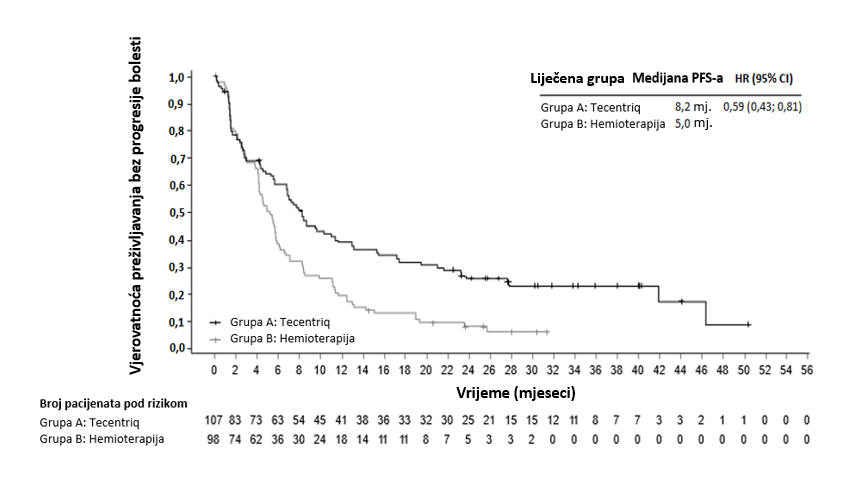 Vjerovatnoća preživljavanja bez progresije bolesti
Liječena grupa Medijana PFS-a HR (95% CI)
Grupa A: Tecentriq 8,2 mj. 0,59 (0,43; 0,81)
Grupa B: Hemioterapija 5,0 mj.
1,0
0,9
0,8
0,7
0,6
0,5
0,4
0,3
0,2
0,1
0,0
Grupa A: Tecentriq
Grupa B: Hemioterapija
0 2 4 6 8 10 12 14 16 18 20 22 24 26 28 30 32 34 36 38 40 42 44 46 48 50 52 54 56
Vrijeme (mjeseci)
Broj pacijenata pod rizikom
Grupa A: Tecentriq 107 83 73 63 54 45 41 38 36 33 32 30 25 21 15 15 12 11 8 7 7 3 3 2 1 1 0 0 0
Grupa B: Hemioterapija 98 74 62 36 30 24 18 14 11 11 8 7 5 3 3 2 0 0 0 0 0 0 0 0 0 0 0 0 0